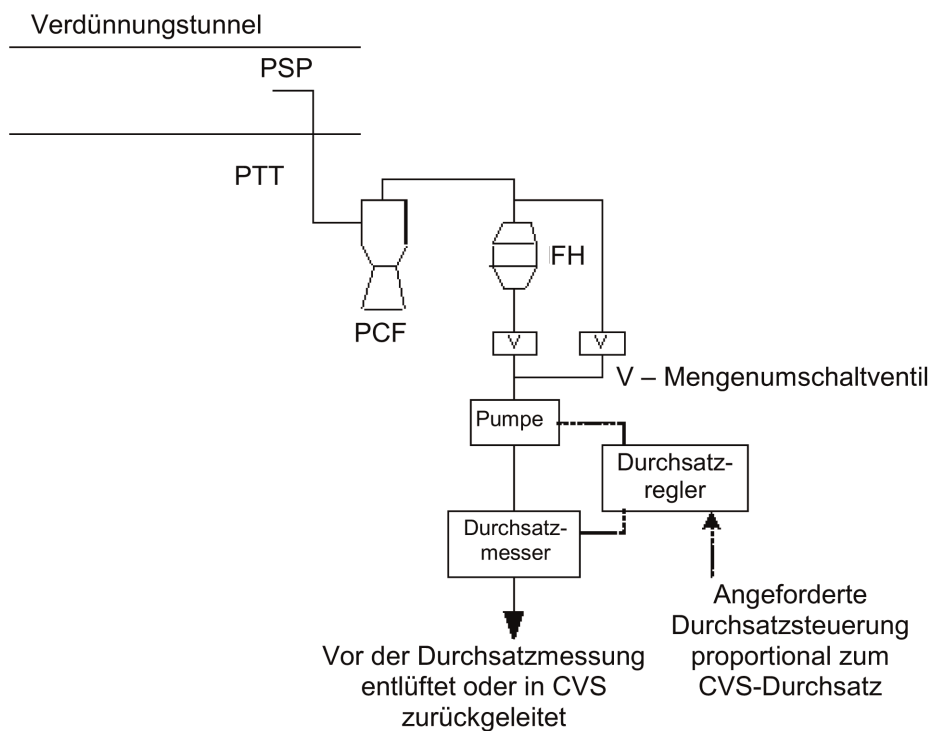 Verdünnungstunnel
PSP
PTT
FH
PCF
V
V
V – Mengenumschaltventil
Pumpe
Durchsatz-
regler
Durchsatz-
messer
Angeforderte
Durchsatzsteuerung
proportional zum
CVS-Durchsatz
Vor der Durchsatzmessung
entlüftet oder in CVS
zurückgeleitet